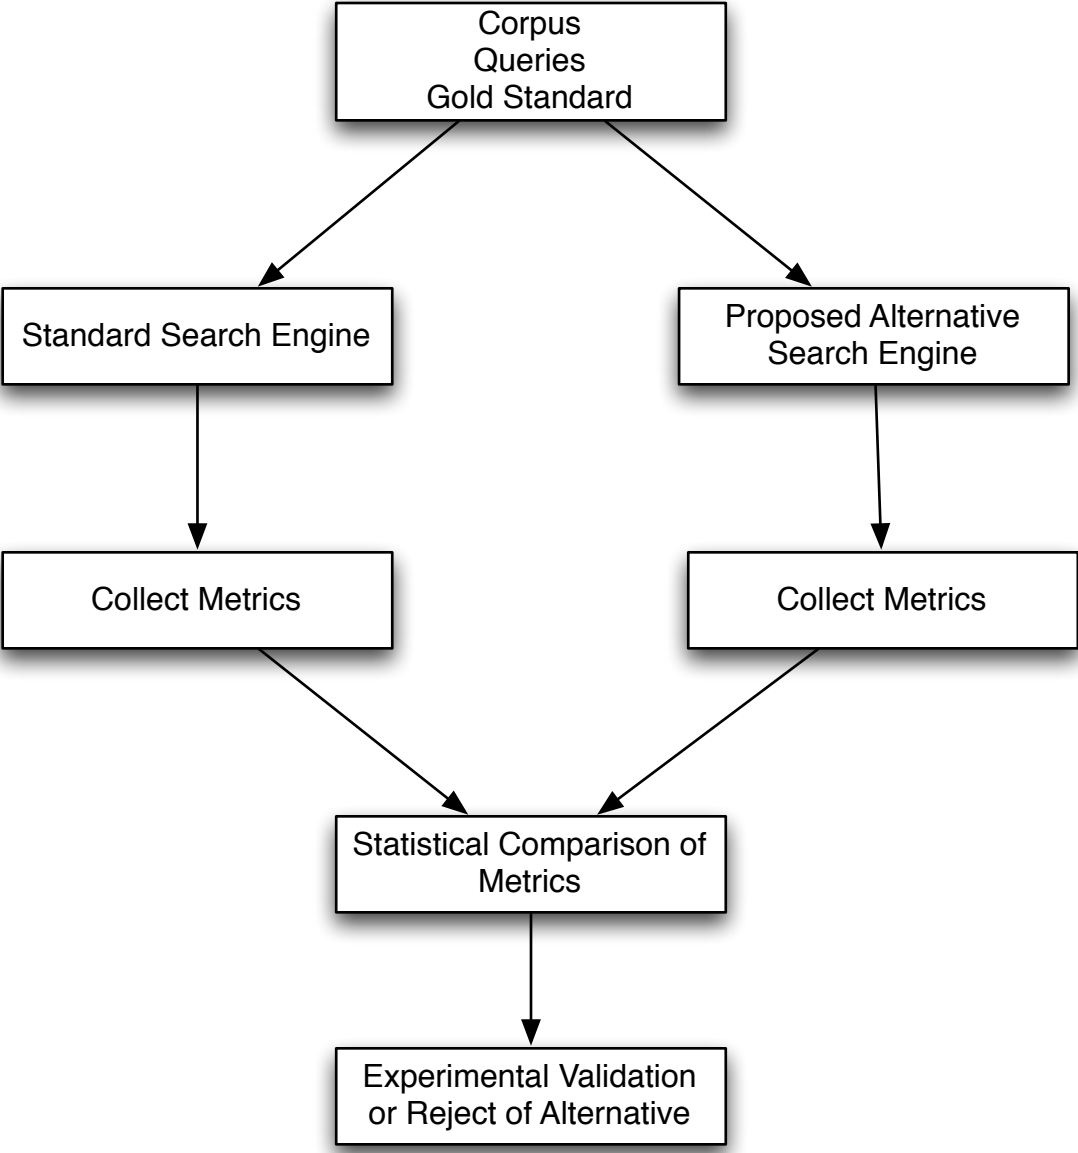 Corpus
Queries
Gold Standard
Standard Search Engine
Proposed Alternative
Search Engine
Collect Metrics
Collect Metrics
Statistical Comparison of
Metrics
Experimental Validation
or Reject of Alternative